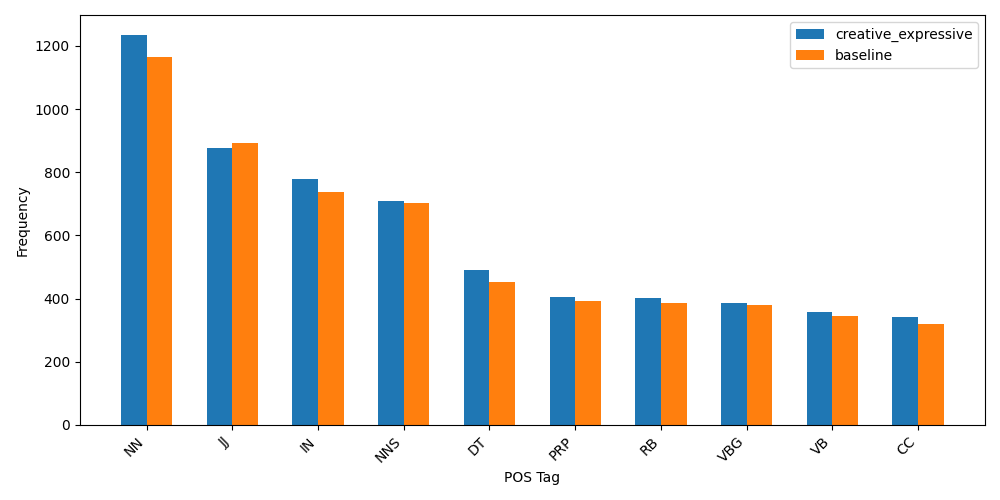 creative_expressive
baseline
Frequency
1200
1000
800
600
400
200
0
NN
JJ
IN
NNS
DT
PRP
RB
VBG
VB
CC
POS Tag